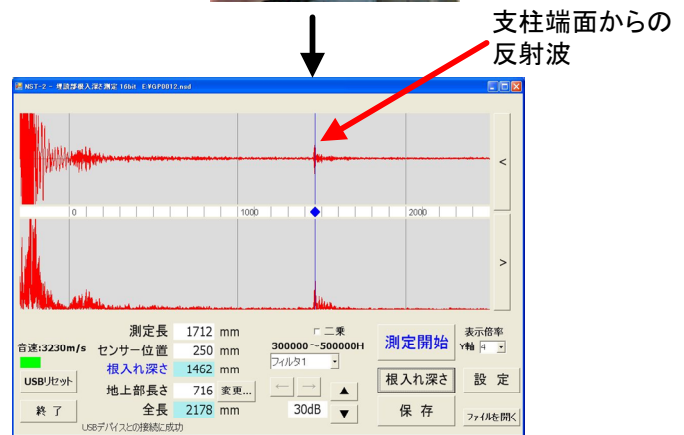 支柱端面からの
反射波
NST-2 - 埋設部根入深さ測定 16bit E:¥GP0012.nsd
<
0 1000 2000
>
測定長 1712 mm
二乗
測定開始
表示倍率
音速:3230m/s
センサー位置 250 mm
300000～500000H
Y軸 4
根入れ深さ 1462 mm
フィルタ1
USBリセット
地上部長さ 716 変更...
← → ▲
根入れ深さ
設 定
終 了
全長 2178 mm
30dB ▼
保 存
ファイルを開く
USBデバイスとの接続に成功